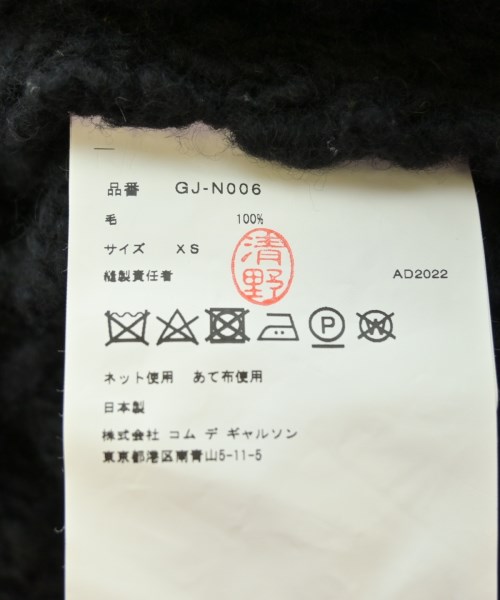 品番 GJ-N006
毛 100%
サイズ XS
縫製責任者 清野 AD2022
P W
ネット使用 あて布使用
日本製
株式会社 コム デ ギャルソン
東京都港区南青山5-11-5